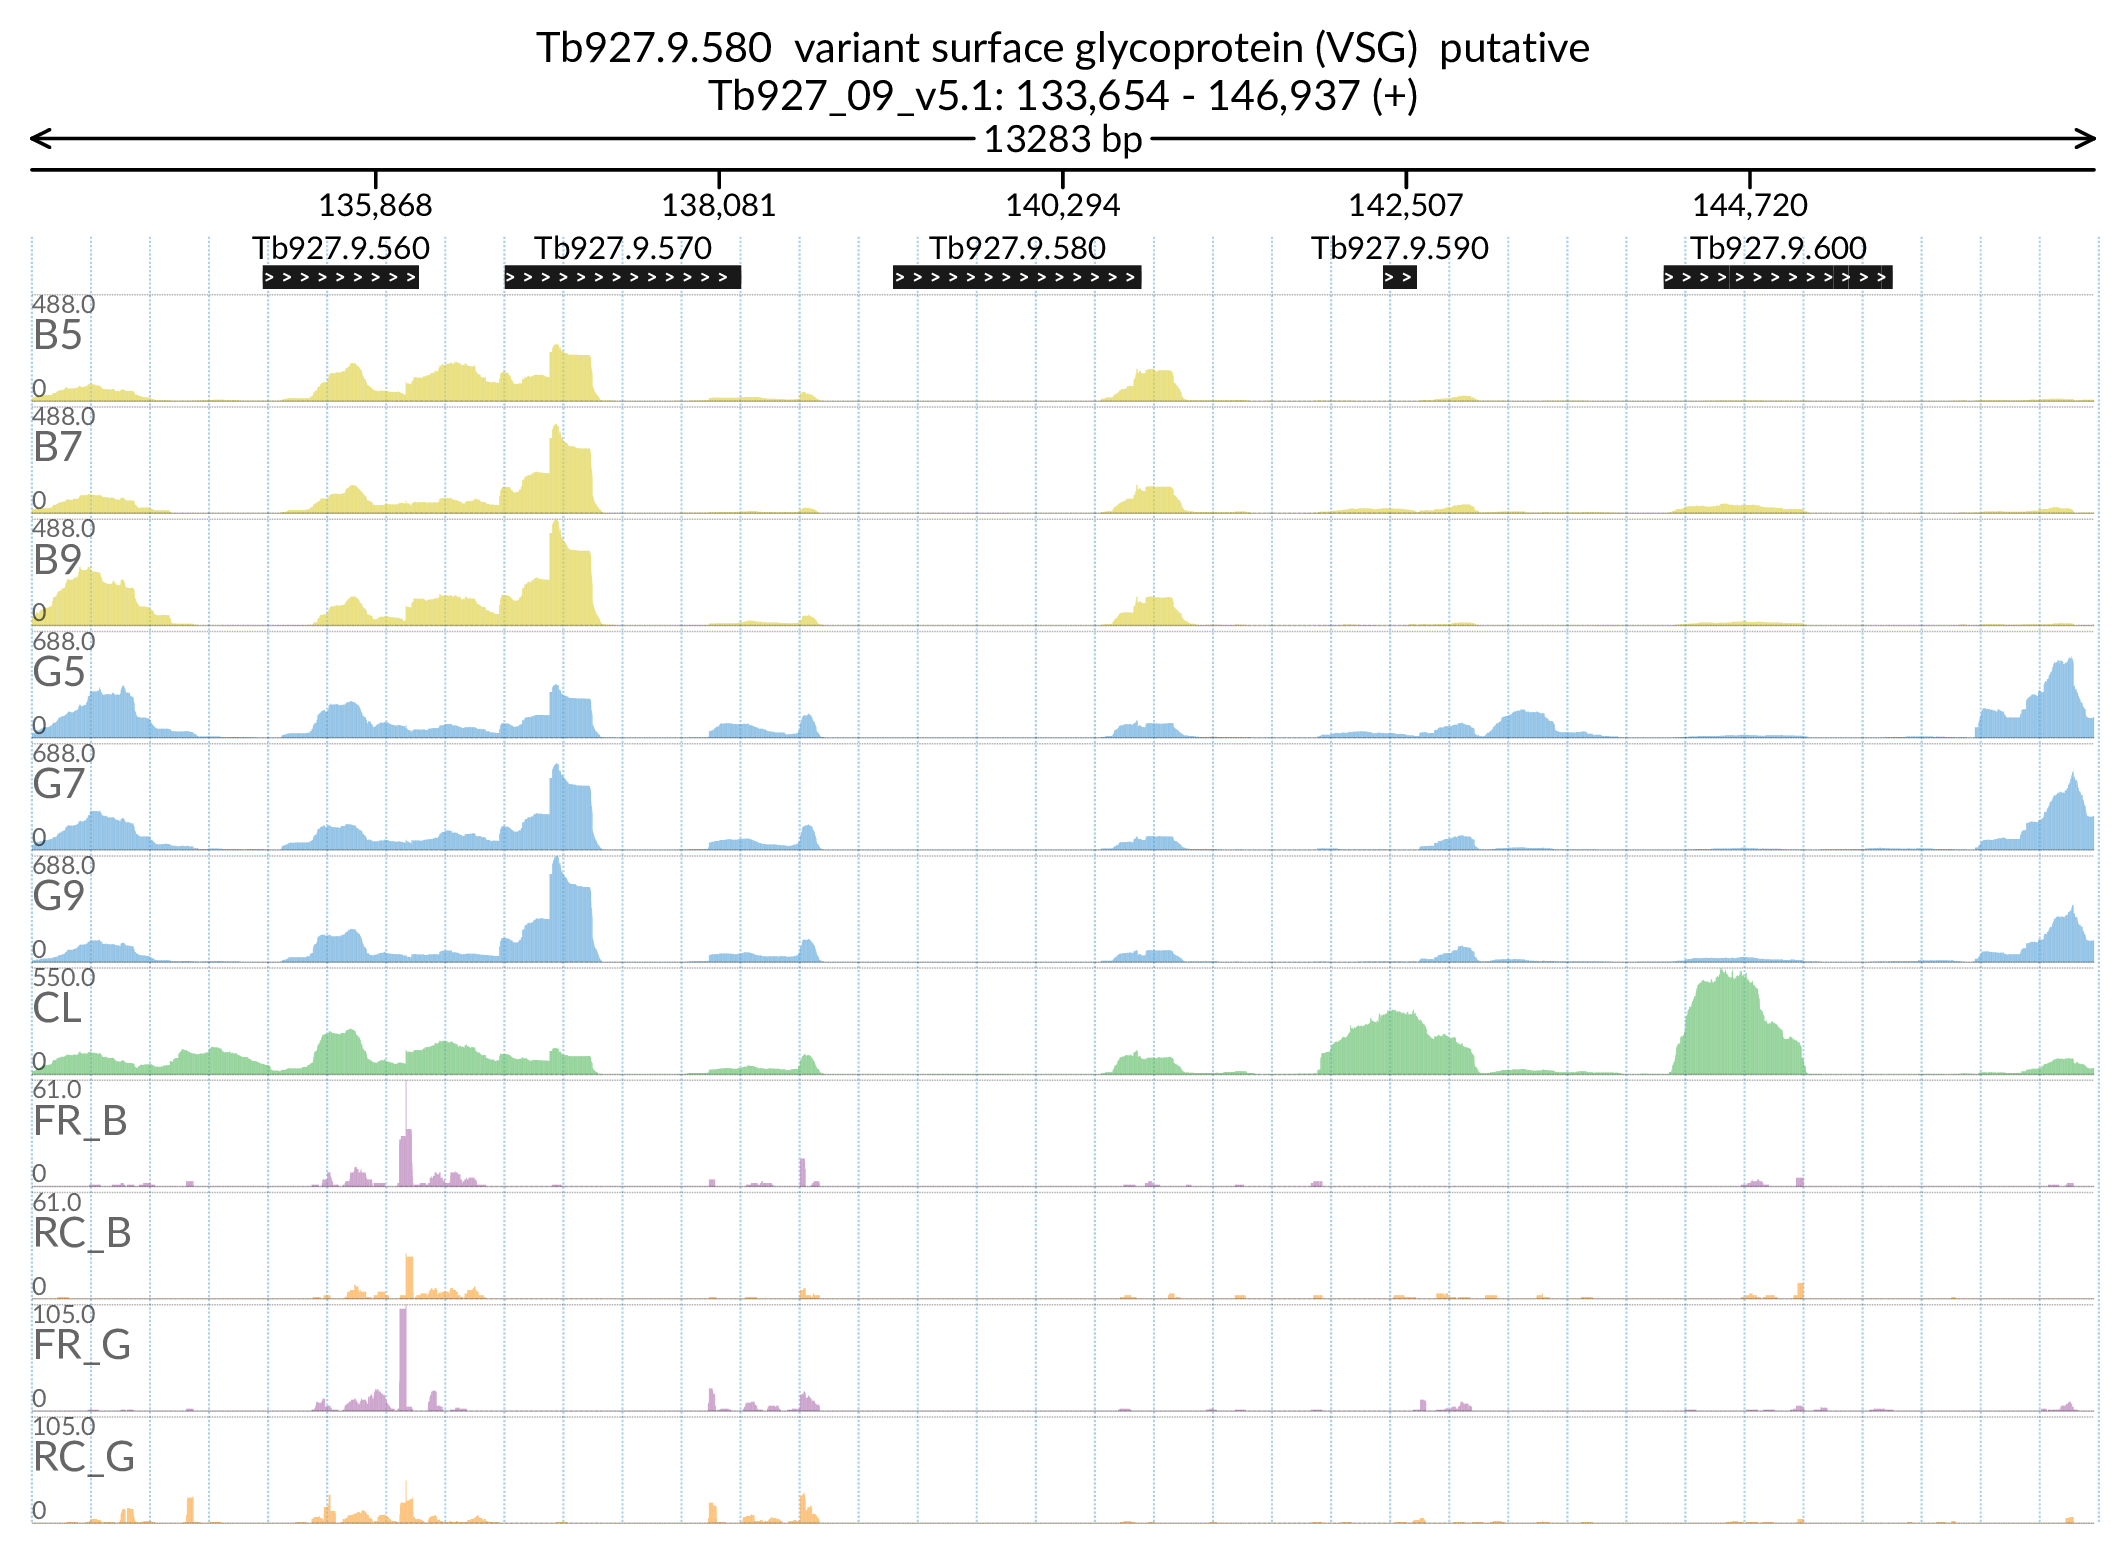 Tb927.9.580 variant surface glycoprotein (VSG) putative
Tb927_09_v5.1: 133,654 - 146,937 (+)
13283 bp
135,868 138,081 140,294 142,507 144,720
Tb927.9.560 Tb927.9.570 Tb927.9.580 Tb927.9.590 Tb927.9.600
488.0
B5
0
488.0
B7
0
488.0
B9
0
688.0
G5
0
688.0
G7
0
688.0
G9
0
550.0
CL
0
61.0
FR_B
0
61.0
RC_B
0
105.0
FR_G
0
105.0
RC_G
0